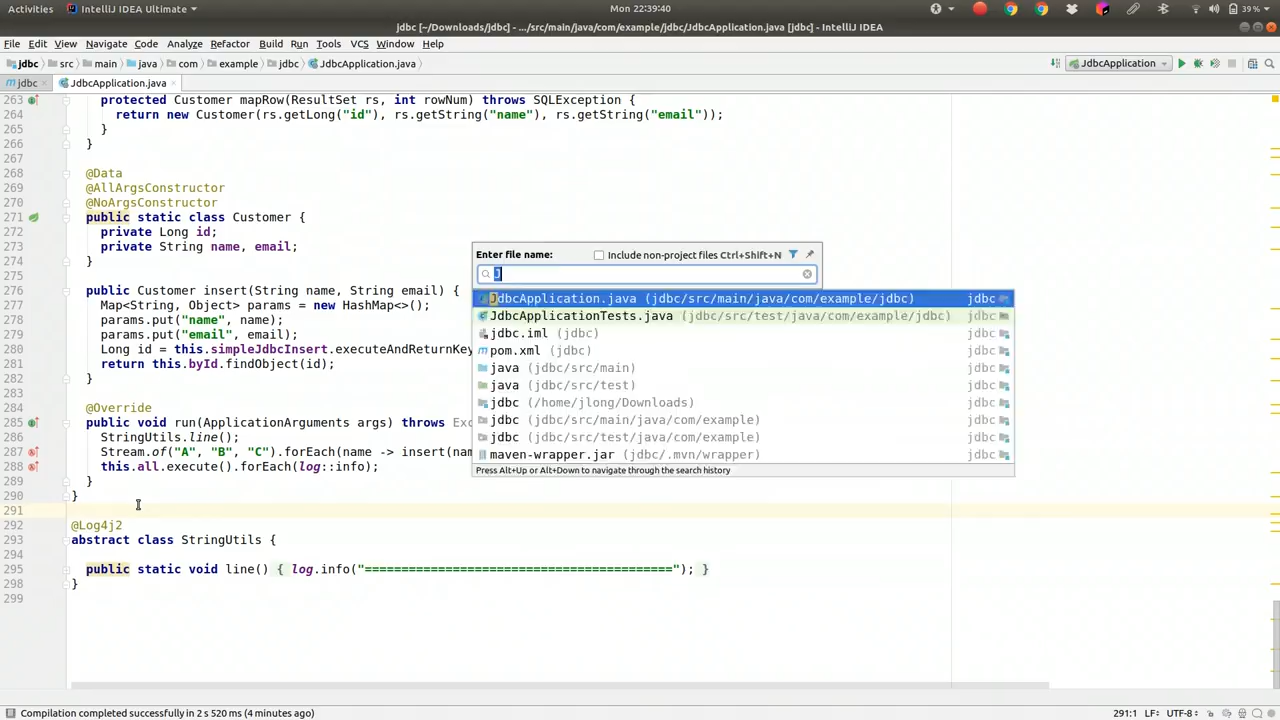 Activities IntelliJ IDEA Ultimate Mon 22:39:40 39 %
jdbc [~/Downloads/jdbc] - .../src/main/java/com/example/jdbc/JdbcApplication.java [jdbc] - IntelliJ IDEA
File Edit View Navigate Code Analyze Refactor Build Run Tools VCS Window Help
jdbc src main java com example jdbc JdbcApplication.java JdbcApplication
jdbc JdbcApplication.java
263 protected Customer mapRow(ResultSet rs, int rowNum) throws SQLException {
264 return new Customer(rs.getLong("id"), rs.getString("name"), rs.getString("email"));
265 }
266 }
267
268 @Data
269 @AllArgsConstructor
270 @NoArgsConstructor
271 public static class Customer {
272 private Long id;
273 private String name, email;
274 }
275
276 public Customer insert(String name, String email) {
277 Map<String, Object> params = new HashMap<>();
278 params.put("name", name);
279 params.put("email", email);
280 Long id = this.simpleJdbcInsert.executeAndReturnKey
281 return this.byId.findObject(id);
282 }
283
284 @Override
285 public void run(ApplicationArguments args) throws Exc
286 StringUtils.line();
287 Stream.of("A", "B", "C").forEach(name -> insert(nam
288 this.all.execute().forEach(log::info);
289 }
290 }
291
292 @Log4j2
293 abstract class StringUtils {
294
295 public static void line() { log.info("=========================================="); }
298 }
299
Enter file name: Include non-project files Ctrl+Shift+N
J
JdbcApplication.java (jdbc/src/main/java/com/example/jdbc) jdbc
JdbcApplicationTests.java (jdbc/src/test/java/com/example/jdbc) jdbc
jdbc.iml (jdbc) jdbc
pom.xml (jdbc) jdbc
java (jdbc/src/main) jdbc
java (jdbc/src/test) jdbc
jdbc (/home/jlong/Downloads) jdbc
jdbc (jdbc/src/main/java/com/example) jdbc
jdbc (jdbc/src/test/java/com/example) jdbc
maven-wrapper.jar (jdbc/.mvn/wrapper) jdbc
Press Alt+Up or Alt+Down to navigate through the search history
Compilation completed successfully in 2 s 520 ms (4 minutes ago) 291:1 LF÷ UTF-8÷